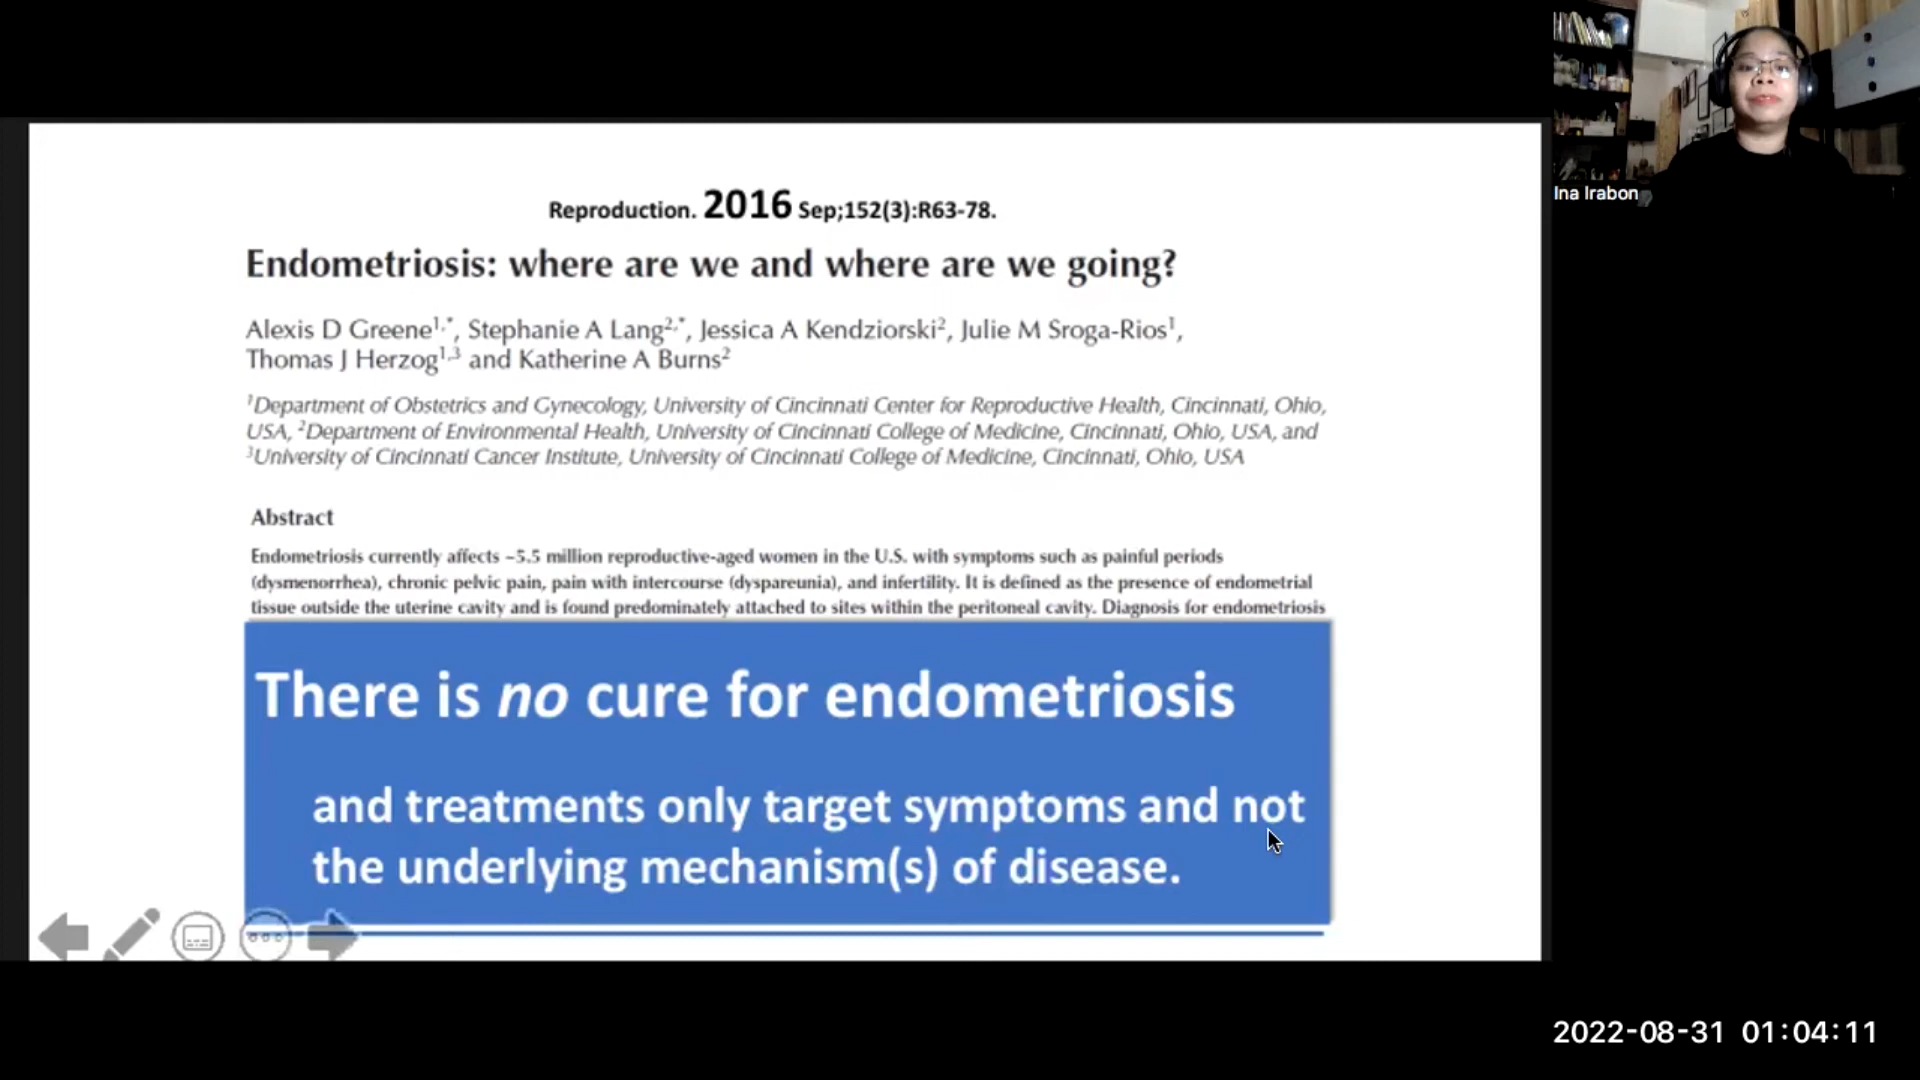 Reproduction. 2016 Sep;152(3):R63-78.
Endometriosis: where are we and where are we going?
Alexis D Greene1,*, Stephanie A Lang2,*, Jessica A Kendziorski2, Julie M Sroga-Rios1,
Thomas J Herzog1,3 and Katherine A Burns2
1Department of Obstetrics and Gynecology, University of Cincinnati Center for Reproductive Health, Cincinnati, Ohio,
USA, 2Department of Environmental Health, University of Cincinnati College of Medicine, Cincinnati, Ohio, USA, and
3University of Cincinnati Cancer Institute, University of Cincinnati College of Medicine, Cincinnati, Ohio, USA
Abstract
Endometriosis currently affects ~5.5 million reproductive-aged women in the U.S. with symptoms such as painful periods
(dysmenorrhea), chronic pelvic pain, pain with intercourse (dyspareunia), and infertility. It is defined as the presence of endometrial
tissue outside the uterine cavity and is found predominately attached to sites within the peritoneal cavity. Diagnosis for endometriosis
There is no cure for endometriosis
and treatments only target symptoms and not
the underlying mechanism(s) of disease.
Ina Irabon
2022-08-31 01:04:11